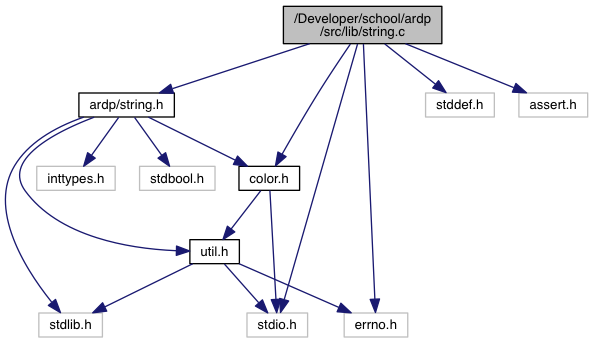 /Developer/school/ardp
/src/lib/string.c
ardp/string.h
stddef.h
assert.h
inttypes.h
stdbool.h
color.h
util.h
stdlib.h
stdio.h
errno.h